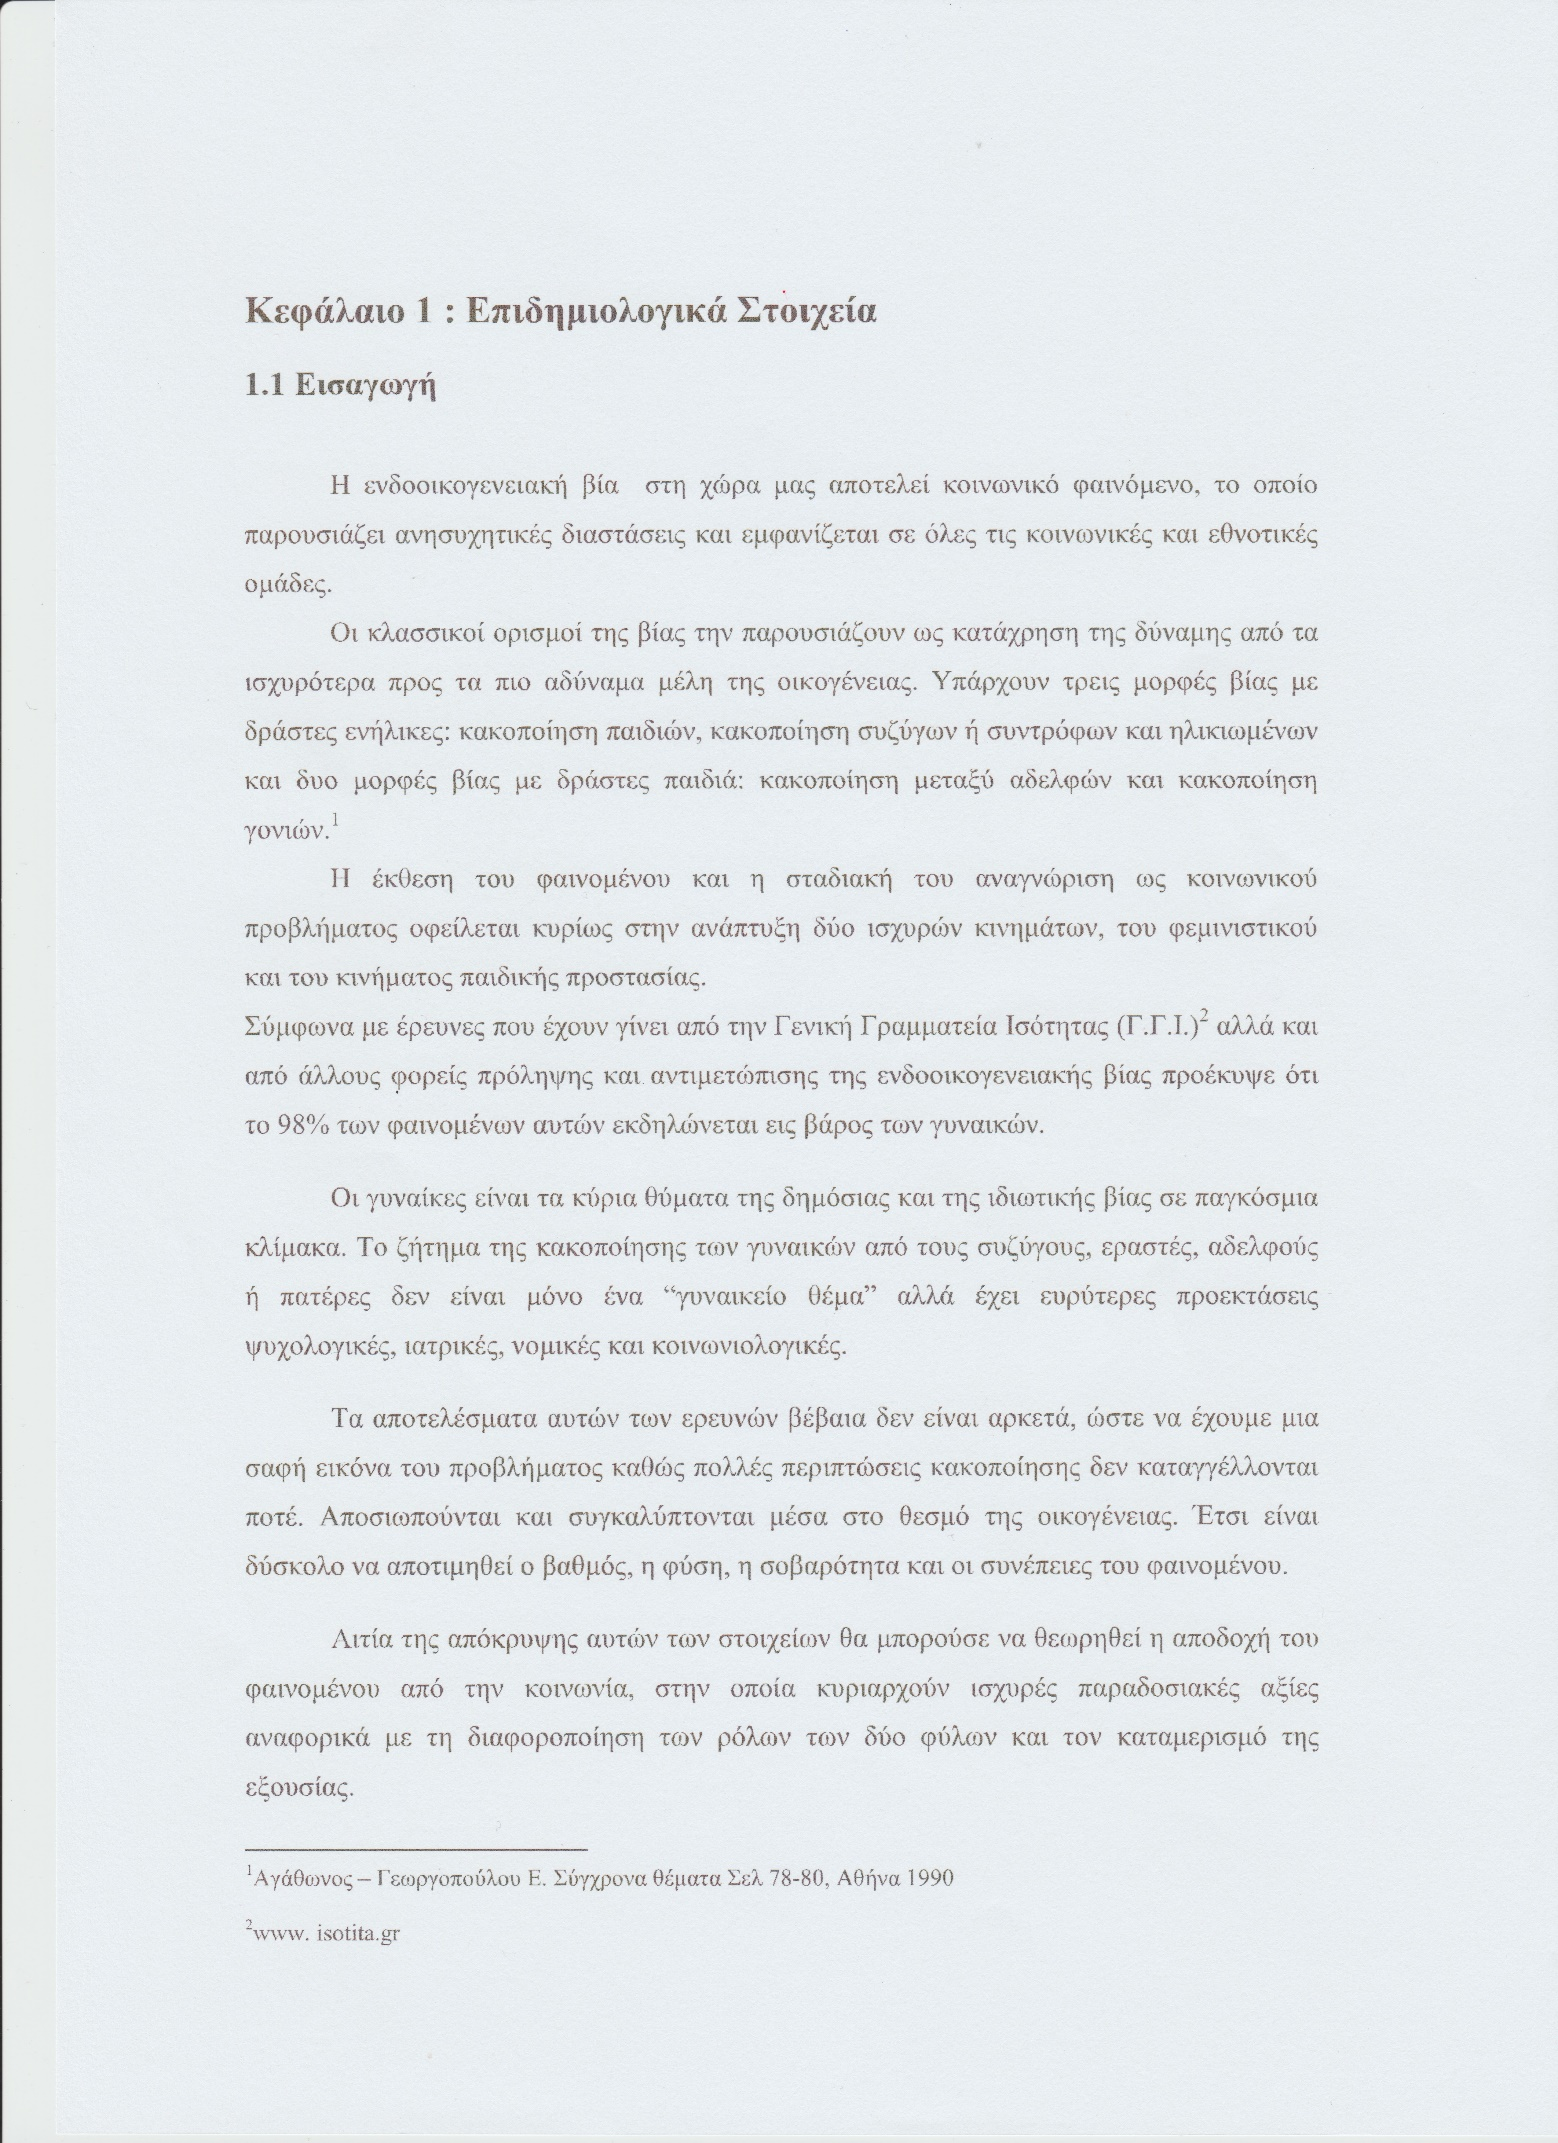 Κεφάλαιο 1 : Επιδημιολογικά Στοιχεία
1.1 Εισαγωγή
Η ενδοοικογενειακή βία στη χώρα μας αποτελεί κοινωνικό φαινόμενο, το οποίο
παρουσιάζει ανησυχητικές διαστάσεις και εμφανίζεται σε όλες τις κοινωνικές και εθνοτικές
ομάδες.
Οι κλασσικοί ορισμοί της βίας την παρουσιάζουν ως κατάχρηση της δύναμης από τα
ισχυρότερα προς τα πιο αδύναμα μέλη της οικογένειας. Υπάρχουν τρεις μορφές βίας με
δράστες ενήλικες: κακοποίηση παιδιών, κακοποίηση συζύγων ή συντρόφων και ηλικιωμένων
και δυο μορφές βίας με δράστες παιδιά: κακοποίηση μεταξύ αδελφών και κακοποίηση
γονιών.¹
Η έκθεση του φαινομένου και η σταδιακή του αναγνώριση ως κοινωνικού
προβλήματος οφείλεται κυρίως στην ανάπτυξη δύο ισχυρών κινημάτων, του φεμινιστικού
και του κινήματος παιδικής προστασίας.
Σύμφωνα με έρευνες που έχουν γίνει από την Γενική Γραμματεία Ισότητας (Γ.Γ.Ι.)² αλλά και
από άλλους φορείς πρόληψης και αντιμετώπισης της ενδοοικογενειακής βίας προέκυψε ότι
το 98% των φαινομένων αυτών εκδηλώνεται εις βάρος των γυναικών.
Οι γυναίκες είναι τα κύρια θύματα της δημόσιας και της ιδιωτικής βίας σε παγκόσμια
κλίμακα. Το ζήτημα της κακοποίησης των γυναικών από τους συζύγους, εραστές, αδελφούς
ή πατέρες δεν είναι μόνο ένα “γυναικείο θέμα” αλλά έχει ευρύτερες προεκτάσεις
ψυχολογικές, ιατρικές, νομικές και κοινωνιολογικές.
Τα αποτελέσματα αυτών των ερευνών βέβαια δεν είναι αρκετά, ώστε να έχουμε μια
σαφή εικόνα του προβλήματος καθώς πολλές περιπτώσεις κακοποίησης δεν καταγγέλλονται
ποτέ. Αποσιωπούνται και συγκαλύπτονται μέσα στο θεσμό της οικογένειας. Έτσι είναι
δύσκολο να αποτιμηθεί ο βαθμός, η φύση, η σοβαρότητα και οι συνέπειες του φαινομένου.
Αιτία της απόκρυψης αυτών των στοιχείων θα μπορούσε να θεωρηθεί η αποδοχή του
φαινομένου από την κοινωνία, στην οποία κυριαρχούν ισχυρές παραδοσιακές αξίες
αναφορικά με τη διαφοροποίηση των ρόλων των δύο φύλων και τον καταμερισμό της
εξουσίας.
¹Αγάθωνος – Γεωργοπούλου Ε. Σύγχρονα θέματα Σελ 78-80, Αθήνα 1990
²www. isotita.gr